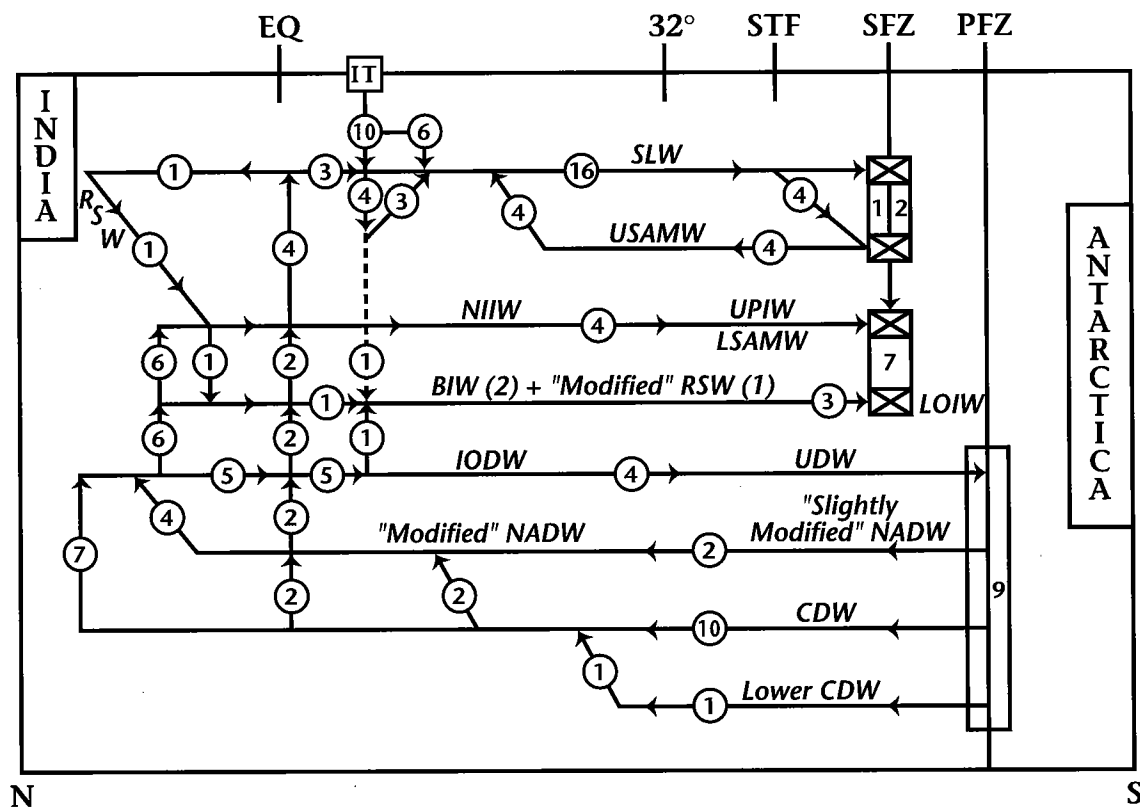 EQ 32° STF SFZ PFZ
IT
INDIA
10 6
1 3 16 SLW
RSW 4 3 4 1 2
4 USAMW 4
1 4
NIIW 4 UPIW
LSAMW
6 1 2 1 7
BIW (2) + "Modified" RSW (1)
1 3 LOIW
6 2 1
5 5 IODW 4 UDW
ANTARCTICA
4 2 "Modified" NADW 2 "Slightly
Modified" NADW
7
2 2 10 CDW 9
1 1 Lower CDW
N S